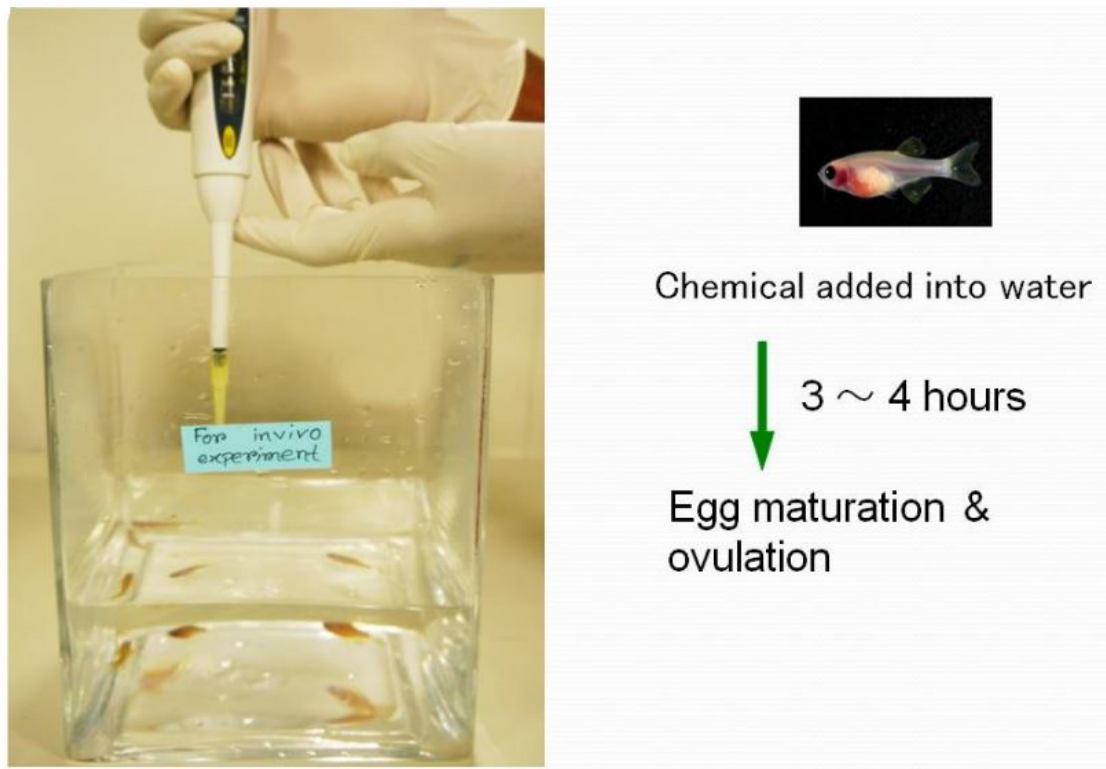 For invivo
experiment
Chemical added into water
3 ~ 4 hours
Egg maturation &
ovulation